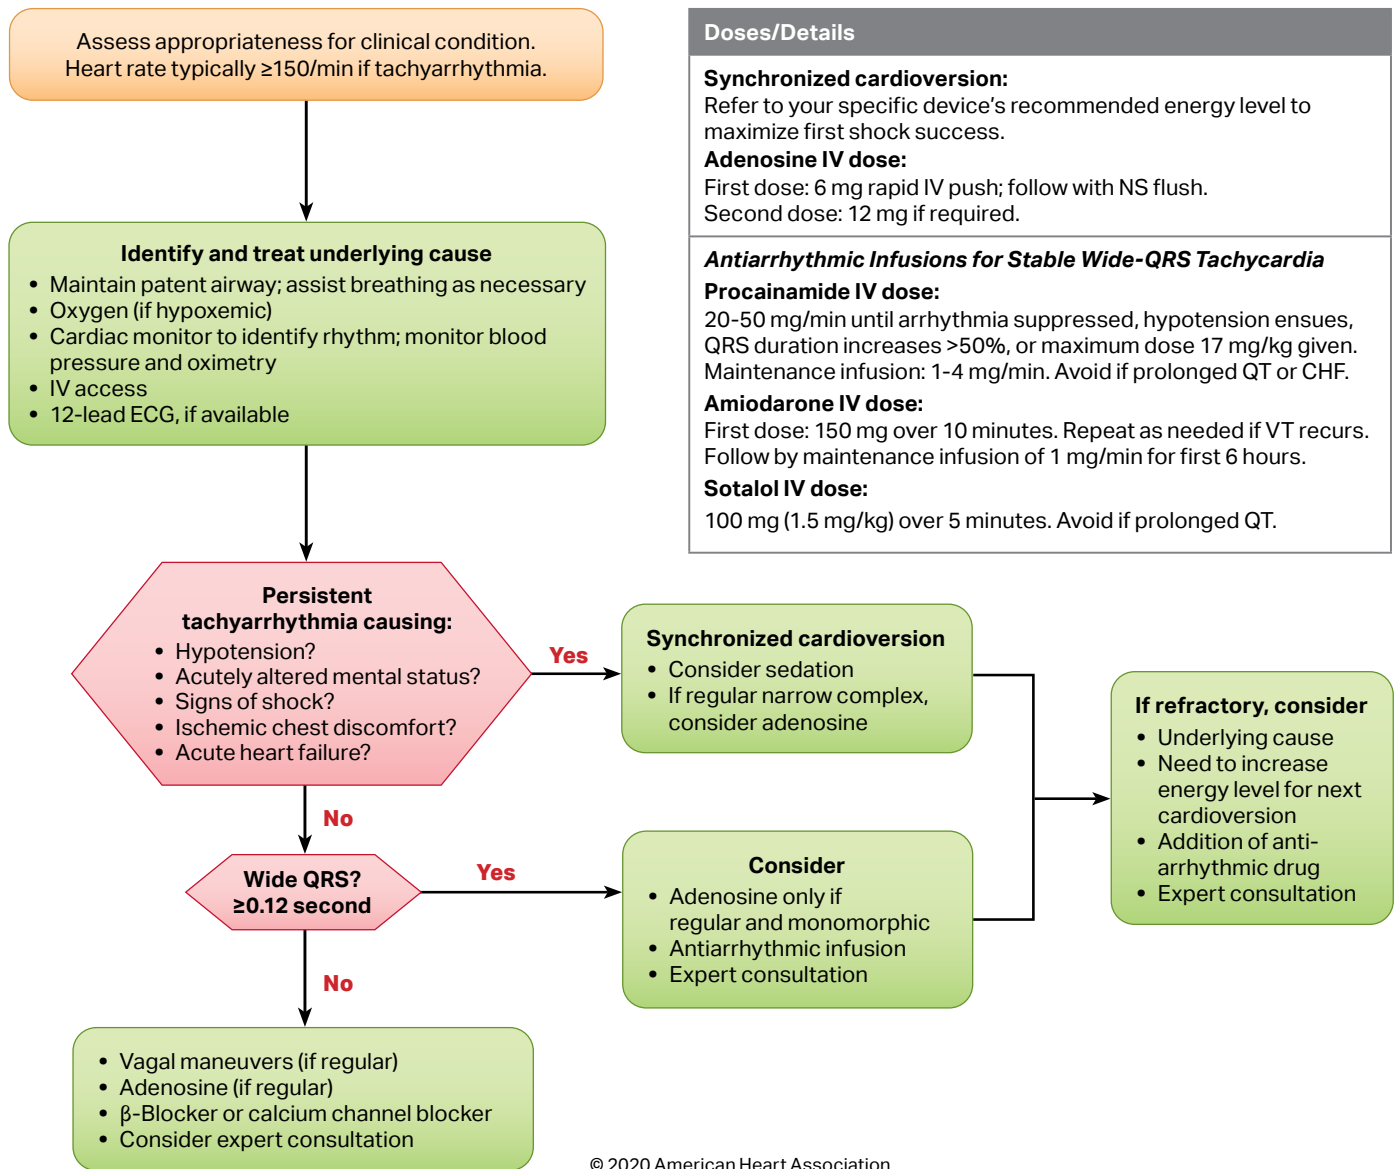 Assess appropriateness for clinical condition.
Heart rate typically ≥150/min if tachyarrhythmia.
Identify and treat underlying cause
• Maintain patent airway; assist breathing as necessary
• Oxygen (if hypoxemic)
• Cardiac monitor to identify rhythm; monitor blood
pressure and oximetry
• IV access
• 12-lead ECG, if available
Persistent
tachyarrhythmia causing:
• Hypotension?
• Acutely altered mental status?
• Signs of shock?
• Ischemic chest discomfort?
• Acute heart failure?
Yes
Synchronized cardioversion
• Consider sedation
• If regular narrow complex,
consider adenosine
No
Wide QRS?
≥0.12 second
Yes
Consider
• Adenosine only if
regular and monomorphic
• Antiarrhythmic infusion
• Expert consultation
If refractory, consider
• Underlying cause
• Need to increase
energy level for next
cardioversion
• Addition of anti-
arrhythmic drug
• Expert consultation
No
• Vagal maneuvers (if regular)
• Adenosine (if regular)
• β-Blocker or calcium channel blocker
• Consider expert consultation
Doses/Details
Synchronized cardioversion:
Refer to your specific device’s recommended energy level to
maximize first shock success.
Adenosine IV dose:
First dose: 6 mg rapid IV push; follow with NS flush.
Second dose: 12 mg if required.
Antiarrhythmic Infusions for Stable Wide-QRS Tachycardia
Procainamide IV dose:
20-50 mg/min until arrhythmia suppressed, hypotension ensues,
QRS duration increases >50%, or maximum dose 17 mg/kg given.
Maintenance infusion: 1-4 mg/min. Avoid if prolonged QT or CHF.
Amiodarone IV dose:
First dose: 150 mg over 10 minutes. Repeat as needed if VT recurs.
Follow by maintenance infusion of 1 mg/min for first 6 hours.
Sotalol IV dose:
100 mg (1.5 mg/kg) over 5 minutes. Avoid if prolonged QT.
© 2020 American Heart Association